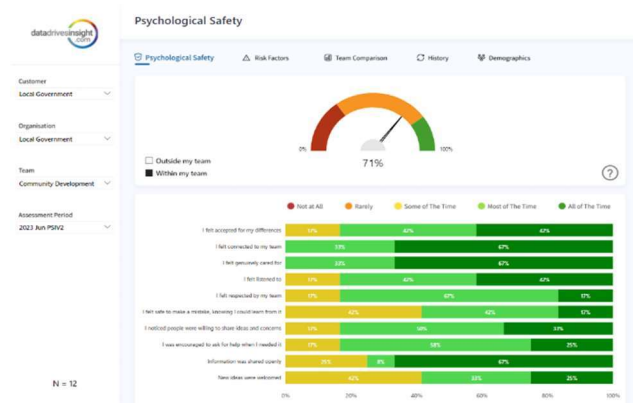 datadrivesinsight
.com
Psychological Safety
Psychological Safety
Risk Factors
Team Comparison
History
Demographics
Customer
Local Government
Organisation
Local Government
Team
Community Development
Assessment Period
2023 Jun PSIV2
N = 12
0%
100%
71%
Outside my team
Within my team
?
Not at All
Rarely
Some of The Time
Most of The Time
All of The Time
I felt accepted for my differences 17% 42% 42%
I felt connected to my team 33% 67%
I felt genuinely cared for 33% 67%
I felt listened to 17% 42% 42%
I felt respected by my team 17% 67% 17%
I felt safe to make a mistake, knowing I could learn from it 42% 42% 17%
I noticed people were willing to share ideas and concerns 17% 50% 33%
I was encouraged to ask for help when I needed it 17% 58% 25%
Information was shared openly 25% 8% 67%
New ideas were welcomed 42% 33% 25%
0% 20% 40% 60% 80% 100%